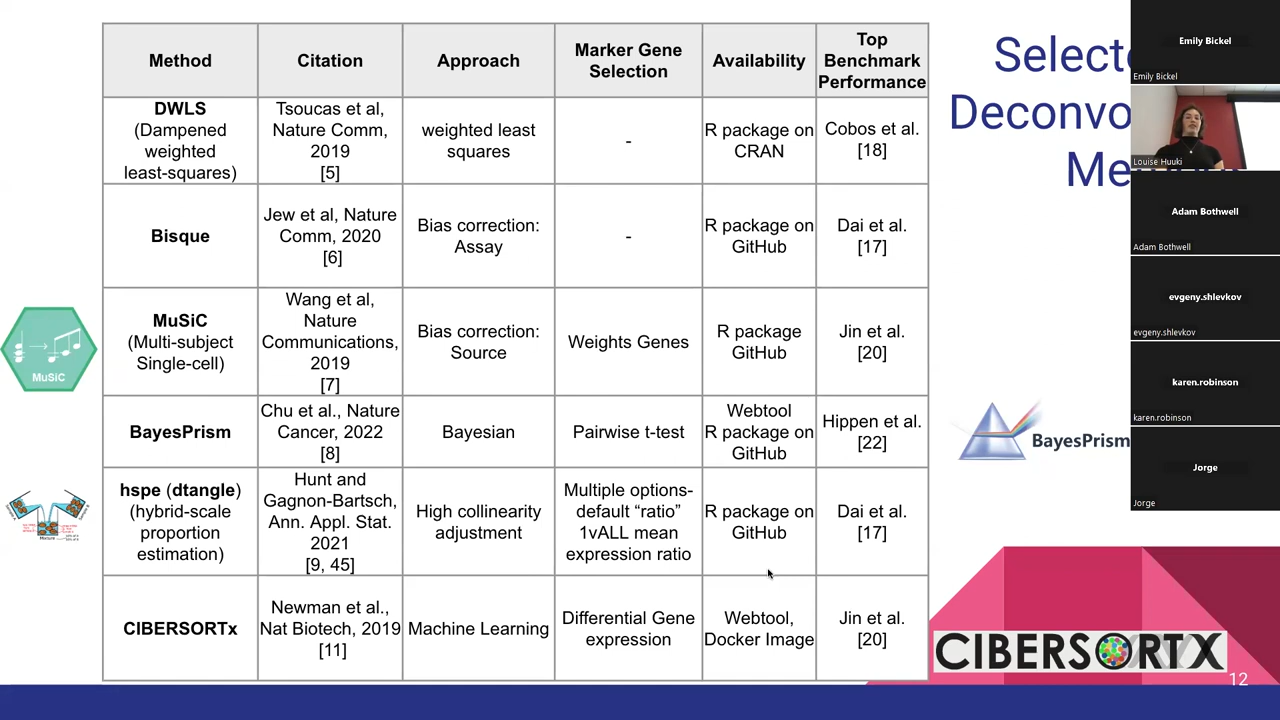 Method
Citation
Approach
Marker Gene
Selection
Availability
Top
Benchmark
Performance
DWLS
(Dampened
weighted
least-squares)
Tsoucas et al,
Nature Comm,
2019
[5]
weighted least
squares
-
R package on
CRAN
Cobos et al.
[18]
Bisque
Jew et al, Nature
Comm, 2020
[6]
Bias correction:
Assay
-
R package on
GitHub
Dai et al.
[17]
MuSiC
(Multi-subject
Single-cell)
Wang et al,
Nature
Communications,
2019
[7]
Bias correction:
Source
Weights Genes
R package
GitHub
Jin et al.
[20]
BayesPrism
Chu et al., Nature
Cancer, 2022
[8]
Bayesian
Pairwise t-test
Webtool
R package on
GitHub
Hippen et al.
[22]
hspe (dtangle)
(hybrid-scale
proportion
estimation)
Hunt and
Gagnon-Bartsch,
Ann. Appl. Stat.
2021
[9, 45]
High collinearity
adjustment
Multiple options-
default “ratio”
1vALL mean
expression ratio
R package on
GitHub
Dai et al.
[17]
CIBERSORTx
Newman et al.,
Nat Biotech, 2019
[11]
Machine Learning
Differential Gene
expression
Webtool,
Docker Image
Jin et al.
[20]
MuSiC
Selecte
Deconvo
Me
BayesPrism
CIBERSORTX
12
Emily Bickel
Emily Bickel
Louise Huuki
Adam Bothwell
Adam Bothwell
evgeny.shlevkov
evgeny.shlevkov
karen.robinson
karen.robinson
Jorge
Jorge